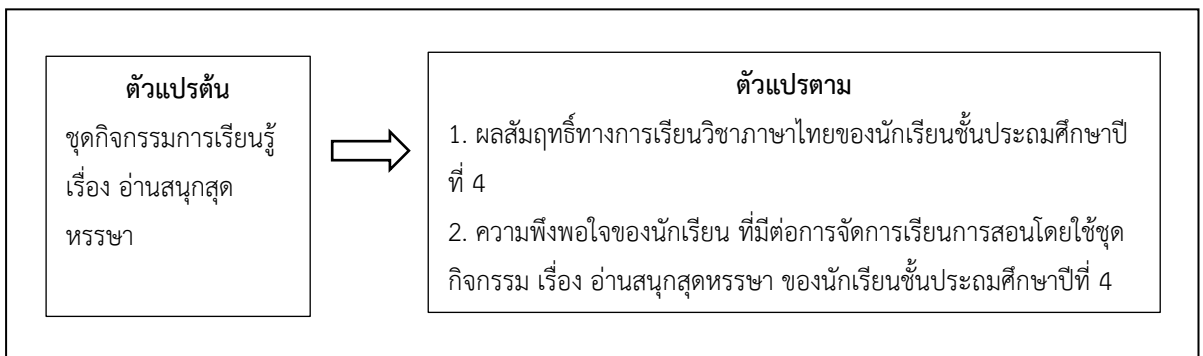 ตัวแปรต้น
ชุดกิจกรรมการเรียนรู้
เรื่อง อ่านสนุกสุด
หรรษา
ตัวแปรตาม
1. ผลสัมฤทธิ์ทางการเรียนวิชาภาษาไทยของนักเรียนชั้นประถมศึกษาปี
ที่ 4
2. ความพึงพอใจของนักเรียน ที่มีต่อการจัดการเรียนการสอนโดยใช้ชุด
กิจกรรม เรื่อง อ่านสนุกสุดหรรษา ของนักเรียนชั้นประถมศึกษาปีที่ 4